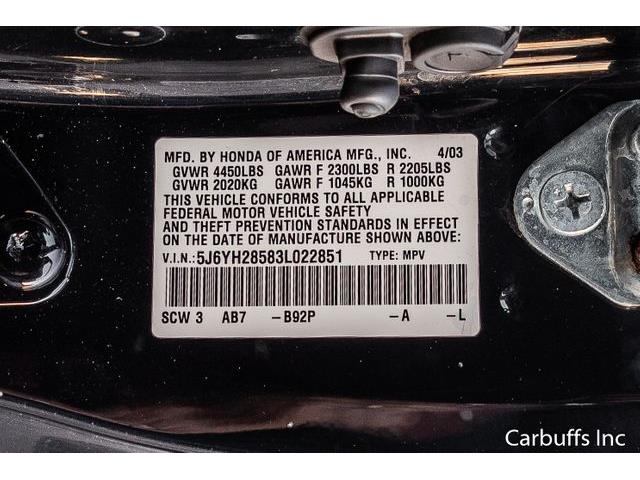 MFD. BY HONDA OF AMERICA MFG., INC. 4/03
GVWR 4450LBS GAWR F 2300LBS R 2205LBS
GVWR 2020KG GAWR F 1045KG R 1000KG
THIS VEHICLE CONFORMS TO ALL APPLICABLE
FEDERAL MOTOR VEHICLE SAFETY
AND THEFT PREVENTION STANDARDS IN EFFECT
ON THE DATE OF MANUFACTURE SHOWN ABOVE:
V.I.N.:5J6YH28583L022851 TYPE: MPV
SCW 3 AB7 -B92P -A -L
Carbuffs Inc